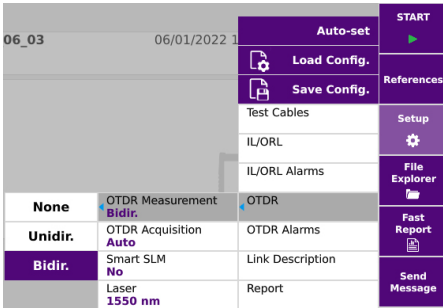 06_03
06/01/2022 1
Auto-set
Load Config.
Save Config.
Test Cables
IL/ORL
IL/ORL Alarms
OTDR
OTDR Alarms
Link Description
Report
OTDR Measurement
Bidir.
OTDR Acquisition
Auto
Smart SLM
No
Laser
1550 nm
None
Unidir.
Bidir.
START
References
Setup
File
Explorer
Fast
Report
Send
Message